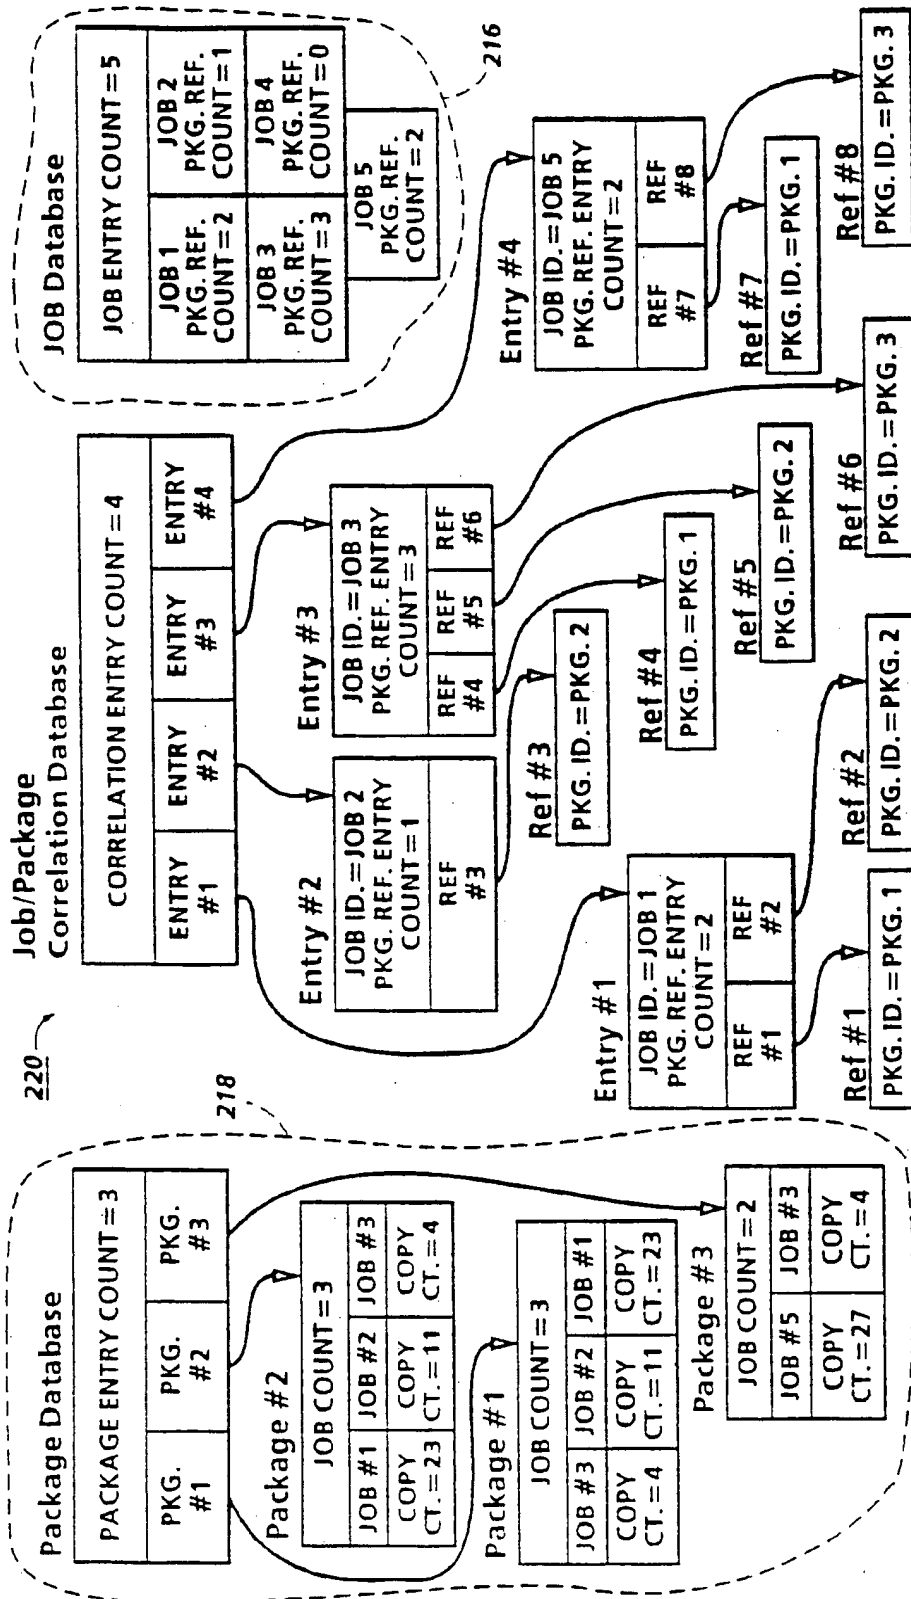 Package Database
PACKAGE ENTRY COUNT=3
PKG. #1
PKG. #2
PKG. #3
Package #2
JOB COUNT=3
JOB #1
JOB #2
JOB #3
COPY CT.=23
COPY CT.=11
COPY CT.=4
Package #1
JOB COUNT=3
JOB #3
JOB #2
JOB #1
COPY CT.=4
COPY CT.=11
COPY CT.=23
Package #3
JOB COUNT=2
JOB #5
JOB #3
COPY CT.=27
COPY CT.=4
218
220
Job/Package
Correlation Database
CORRELATION ENTRY COUNT=4
ENTRY #1
ENTRY #2
ENTRY #3
ENTRY #4
Entry #2
JOB ID.=JOB 2
PKG. REF. ENTRY
COUNT=1
REF #3
Entry #3
JOB ID.=JOB 3
PKG. REF. ENTRY
COUNT=3
REF #4
REF #5
REF #6
Ref #3
PKG. ID.=PKG. 2
Ref #4
PKG. ID.=PKG. 1
Ref #5
PKG. ID.=PKG. 2
Ref #6
PKG. ID.=PKG. 3
Entry #1
JOB ID.=JOB 1
PKG. REF. ENTRY
COUNT=2
REF #1
REF #2
Ref #1
PKG. ID.=PKG. 1
Ref #2
PKG. ID.=PKG. 2
JOB Database
JOB ENTRY COUNT=5
JOB 1
PKG. REF.
COUNT=2
JOB 2
PKG. REF.
COUNT=1
JOB 3
PKG. REF.
COUNT=3
JOB 4
PKG. REF.
COUNT=0
JOB 5
PKG. REF.
COUNT=2
216
Entry #4
JOB ID.=JOB 5
PKG. REF. ENTRY
COUNT=2
REF #7
REF #8
Ref #7
PKG. ID.=PKG. 1
Ref #8
PKG. ID.=PKG. 3